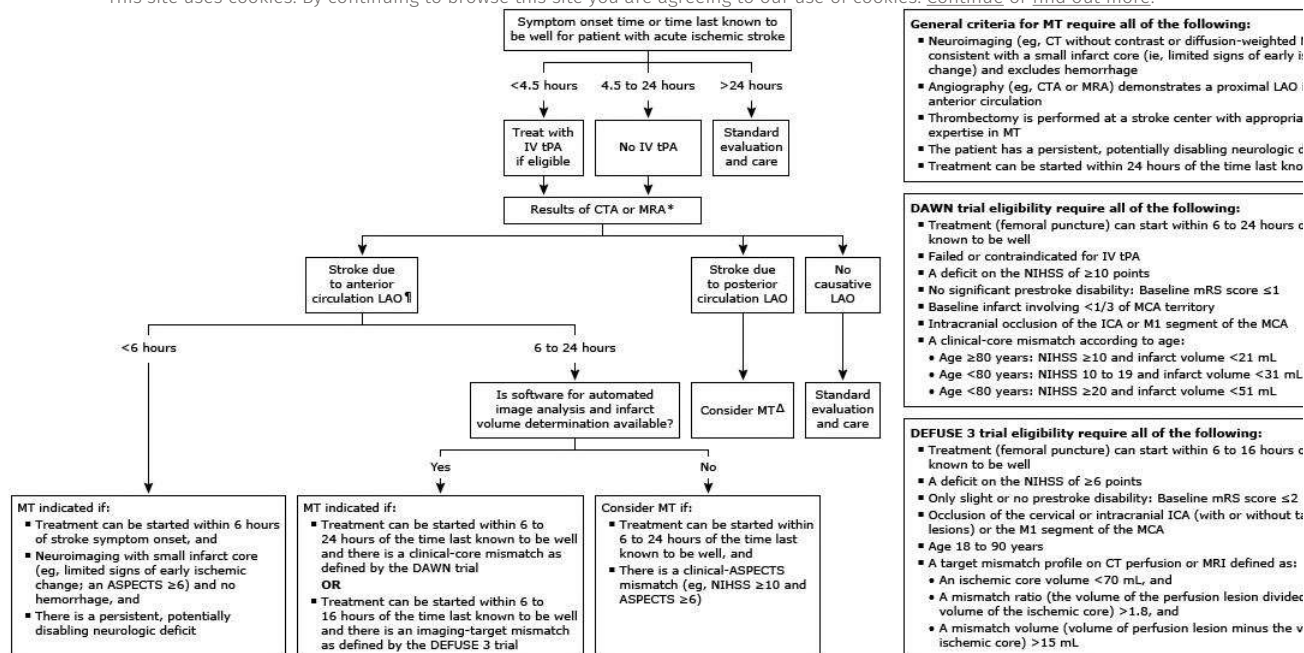 This site uses cookies. By continuing to browse this site you are agreeing to our use of cookies. Continue or find out more.
Symptom onset time or time last known to
be well for patient with acute ischemic stroke
<4.5 hours
4.5 to 24 hours
>24 hours
Treat with
IV tPA
if eligible
No IV tPA
Standard
evaluation
and care
Results of CTA or MRA*
Stroke due
to anterior
circulation LAO¶
Stroke due to
posterior
circulation LAO
No
causative
LAO
<6 hours
6 to 24 hours
Is software for automated
image analysis and infarct
volume determination available?
Consider MTΔ
Standard
evaluation
and care
Yes
No
MT indicated if:
▪ Treatment can be started within 6 hours
of stroke symptom onset, and
▪ Neuroimaging with small infarct core
(eg, limited signs of early ischemic
change; an ASPECTS ≥6) and no
hemorrhage, and
▪ There is a persistent, potentially
disabling neurologic deficit
MT indicated if:
▪ Treatment can be started within 6 to
24 hours of the time last known to be well
and there is a clinical-core mismatch as
defined by the DAWN trial
OR
▪ Treatment can be started within 6 to
16 hours of the time last known to be well
and there is an imaging-target mismatch
as defined by the DEFUSE 3 trial
Consider MT if:
▪ Treatment can be started within
6 to 24 hours of the time last
known to be well, and
▪ There is a clinical-ASPECTS
mismatch (eg, NIHSS ≥10 and
ASPECTS ≥6)
General criteria for MT require all of the following:
▪ Neuroimaging (eg, CT without contrast or diffusion-weighted
consistent with a small infarct core (ie, limited signs of early
change) and excludes hemorrhage
▪ Angiography (eg, CTA or MRA) demonstrates a proximal LAO
anterior circulation
▪ Thrombectomy is performed at a stroke center with
expertise in MT
▪ The patient has a persistent, potentially disabling neurologic
▪ Treatment can be started within 24 hours of the time last
DAWN trial eligibility require all of the following:
▪ Treatment (femoral puncture) can start within 6 to 24 hours
known to be well
▪ Failed or contraindicated for IV tPA
▪ A deficit on the NIHSS of ≥10 points
▪ No significant prestroke disability: Baseline mRS score ≤1
▪ Baseline infarct involving <1/3 of MCA territory
▪ Intracranial occlusion of the ICA or M1 segment of the MCA
▪ A clinical-core mismatch according to age:
• Age ≥80 years: NIHSS ≥10 and infarct volume <21 mL
• Age <80 years: NIHSS 10 to 19 and infarct volume <31 mL
• Age <80 years: NIHSS ≥20 and infarct volume <51 mL
DEFUSE 3 trial eligibility require all of the following:
▪ Treatment (femoral puncture) can start within 6 to 16 hours
known to be well
▪ A deficit on the NIHSS of ≥6 points
▪ Only slight or no prestroke disability: Baseline mRS score ≤2
▪ Occlusion of the cervical or intracranial ICA (with or without
lesions) or the M1 segment of the MCA
▪ Age 18 to 90 years
▪ A target mismatch profile on CT perfusion or MRI defined as:
• An ischemic core volume <70 mL, and
• A mismatch ratio (the volume of the perfusion lesion divided
volume of the ischemic core) >1.8, and
• A mismatch volume (volume of perfusion lesion minus the
ischemic core) >15 mL